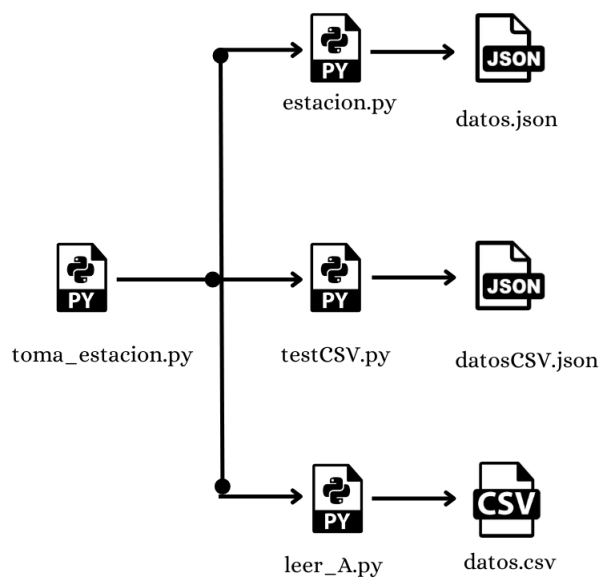 PY
estacion.py
JSON
datos.json
PY
toma_estacion.py
PY
testCSV.py
JSON
datosCSV.json
PY
leer_A.py
CSV
datos.csv